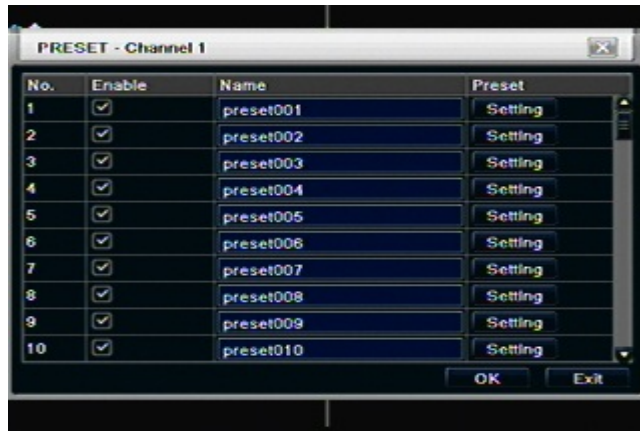 PRESET - Channel 1
No. Enable Name Preset
1 preset001 Setting
2 preset002 Setting
3 preset003 Setting
4 preset004 Setting
5 preset005 Setting
6 preset006 Setting
7 preset007 Setting
8 preset008 Setting
9 preset009 Setting
10 preset010 Setting
OK Exit